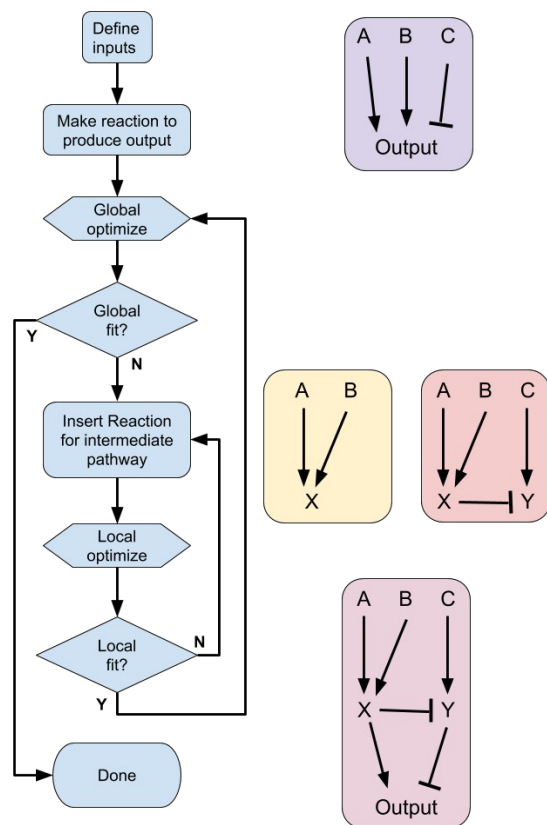 Define
inputs
Make reaction to
produce output
Global
optimize
Global
fit?
Y
N
Insert Reaction
for intermediate
pathway
Local
optimize
Local
fit?
N
Y
Done
A B C
Output
A B
X
A B C
X Y
A B C
X Y
Output